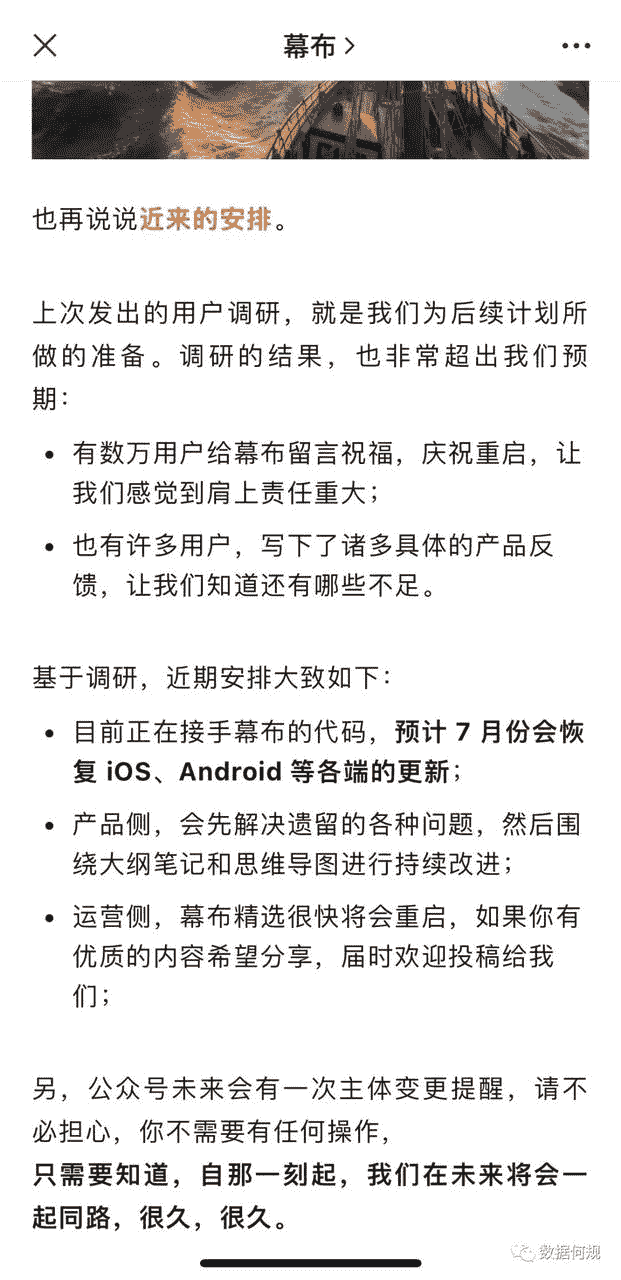 幕布
也再说说近来的安排。
上次发出的用户调研，就是我们为后续计划所
做的准备。调研的结果，也非常超出我们预
期：
• 有数万用户给幕布留言祝福，庆祝重启，让
我们感觉到肩上责任重大；
• 也有许多用户，写下了诸多具体的产品反
馈，让我们知道还有哪些不足。
基于调研，近期安排大致如下：
• 目前正在接手幕布的代码，预计 7 月份会恢
复 iOS、Android 等各端的更新；
• 产品侧，会先解决遗留的各种问题，然后围
绕大纲笔记和思维导图进行持续改进；
• 运营侧，幕布精选很快将会重启，如果你有
优质的内容希望分享，届时欢迎投稿给我
们；
另，公众号未来会有一次主体变更提醒，请不
必担心，你不需要有任何操作，
只需要知道，自那一刻起，我们在未来将会一
起同路，很久，很久。
数据何规